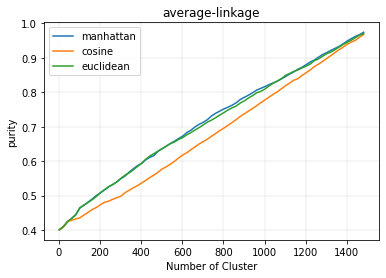 average-linkage
manhattan
cosine
euclidean
purity
1.0
0.9
0.8
0.7
0.6
0.5
0.4
0 200 400 600 800 1000 1200 1400
Number of Cluster